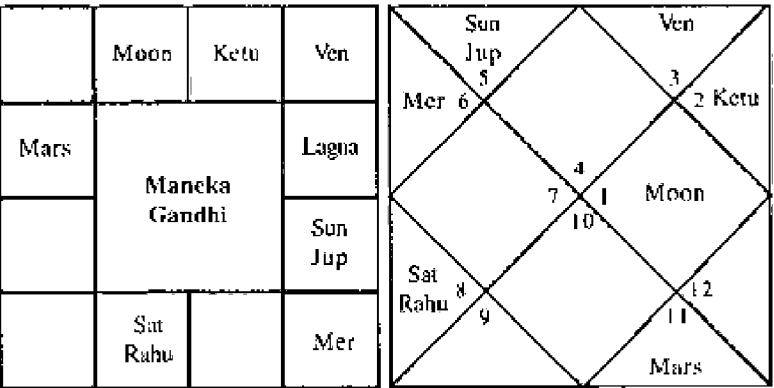 Moon Ketu Ven
Mars Lagna
Maneka
Gandhi
Sun
Jup
Sat
Rahu
Mer
Sun
Jup
Ven
5
3
Mer 6
2 Ketu
4
7 1
Moon
10
Sat
Rahu 8
12
9
11
Mars